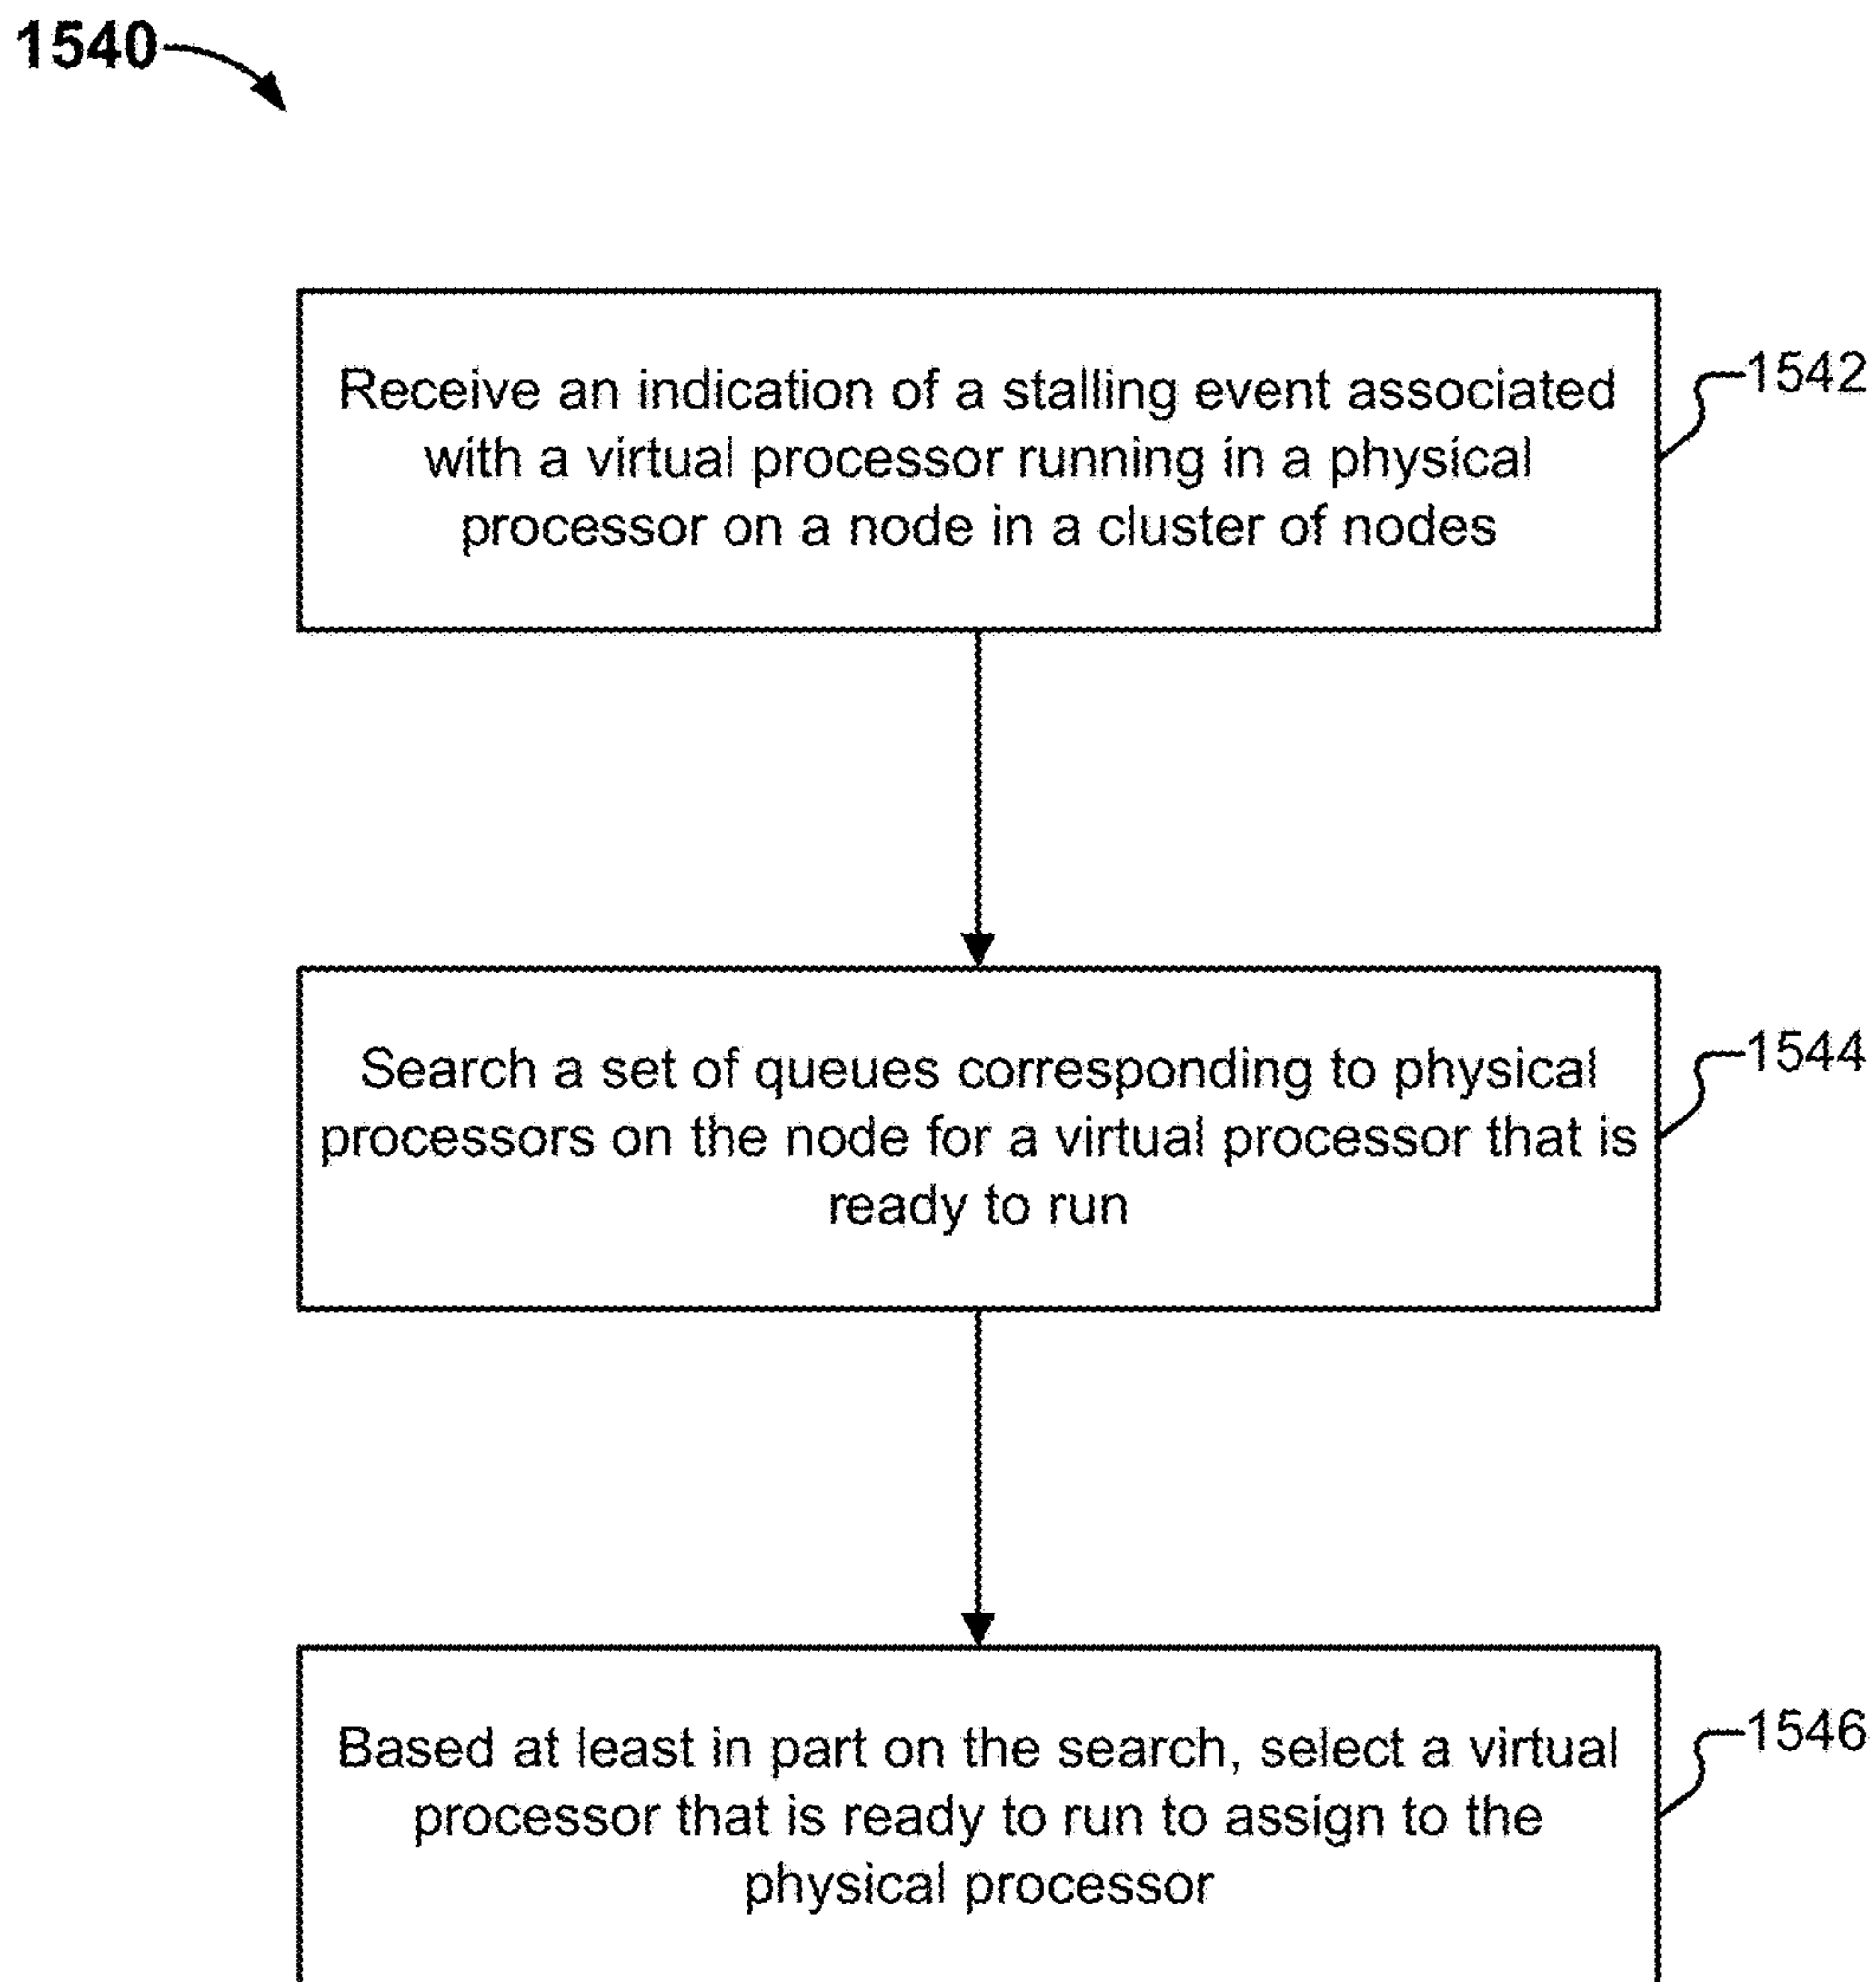 1540
Receive an indication of a stalling event associated
with a virtual processor running in a physical
processor on a node in a cluster of nodes
1542
Search a set of queues corresponding to physical
processors on the node for a virtual processor that is
ready to run
1544
Based at least in part on the search, select a virtual
processor that is ready to run to assign to the
physical processor
1546